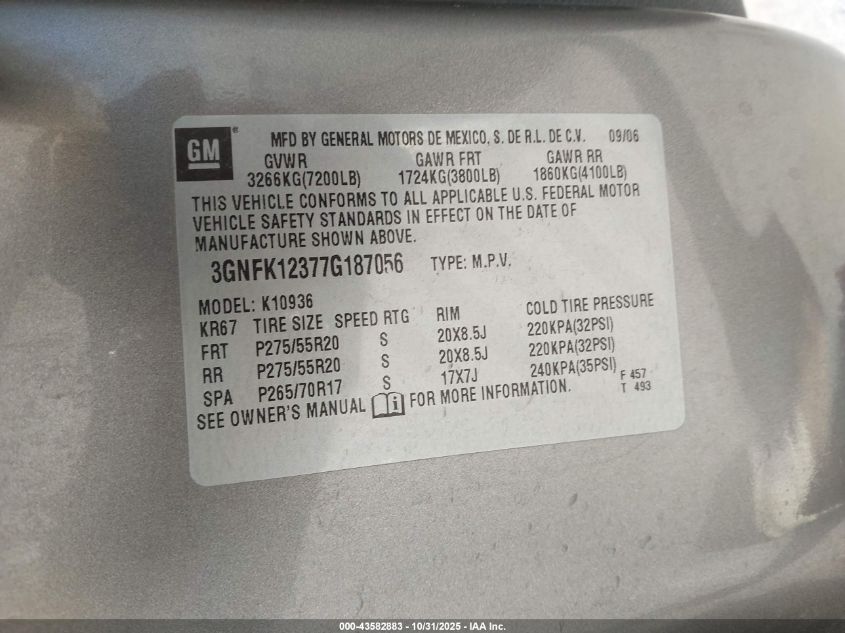 GM®
MFD BY GENERAL MOTORS DE MEXICO, S. DE R.L. DE C.V. 09/06
GVWR GAWR FRT GAWR RR
3266KG(7200LB) 1724KG(3800LB) 1860KG(4100LB)
THIS VEHICLE CONFORMS TO ALL APPLICABLE U.S. FEDERAL MOTOR
VEHICLE SAFETY STANDARDS IN EFFECT ON THE DATE OF
MANUFACTURE SHOWN ABOVE.
3GNFK12377G187056 TYPE: M.P.V.
MODEL: K10936
KR67 TIRE SIZE SPEED RTG RIM COLD TIRE PRESSURE
FRT P275/55R20 S 20X8.5J 220KPA(32PSI)
RR P275/55R20 S 20X8.5J 220KPA(32PSI)
SPA P265/70R17 S 17X7J 240KPA(35PSI)
SEE OWNER'S MANUAL i FOR MORE INFORMATION.
F 457
T 493
000-43582883 - 10/31/2025 - IAA Inc.